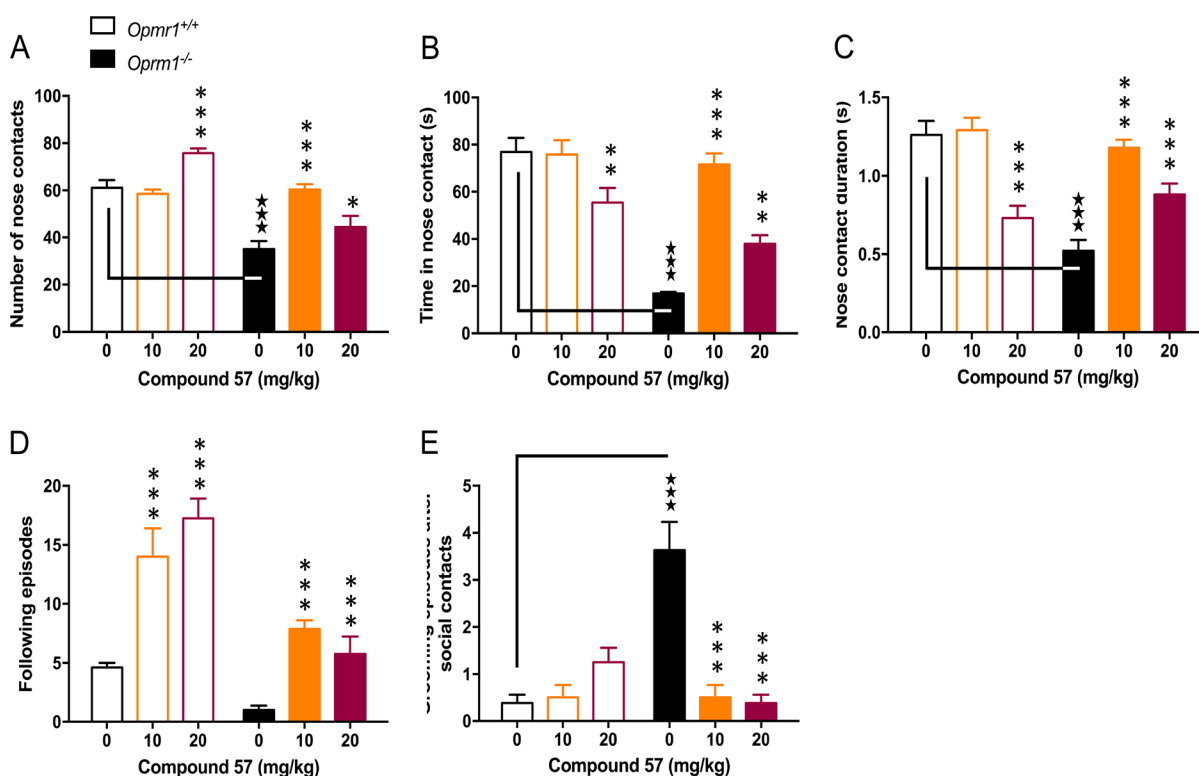 Opmr1+/+
Oprm1-/-
A
Number of nose contacts
100
80
60
40
20
0
***
★★★
***
*
0 10 20 0 10 20
Compound 57 (mg/kg)
B
Time in nose contact (s)
100
80
60
40
20
0
**
★★★
***
**
0 10 20 0 10 20
Compound 57 (mg/kg)
C
Nose contact duration (s)
1.5
1.0
0.5
0.0
***
★★★
***
***
0 10 20 0 10 20
Compound 57 (mg/kg)
D
Following episodes
20
15
10
5
0
***
***
***
***
0 10 20 0 10 20
Compound 57 (mg/kg)
E
episodes after
social contacts
5
4
3
2
1
0
★★★
***
***
0 10 20 0 10 20
Compound 57 (mg/kg)